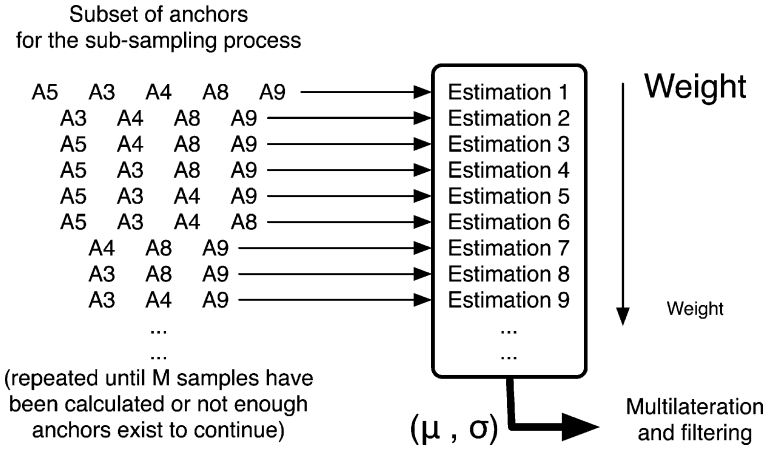 Subset of anchors
for the sub-sampling process
A5 A3 A4 A8 A9 Estimation 1
A3 A4 A8 A9 Estimation 2
A5 A4 A8 A9 Estimation 3
A5 A3 A8 A9 Estimation 4
A5 A3 A4 A9 Estimation 5
A5 A3 A4 A8 Estimation 6
A4 A8 A9 Estimation 7
A3 A8 A9 Estimation 8
A3 A4 A9 Estimation 9
... ...
... ...
(repeated until M samples have
been calculated or not enough
anchors exist to continue)
Weight
Weight
(μ , σ)
Multilateration
and filtering